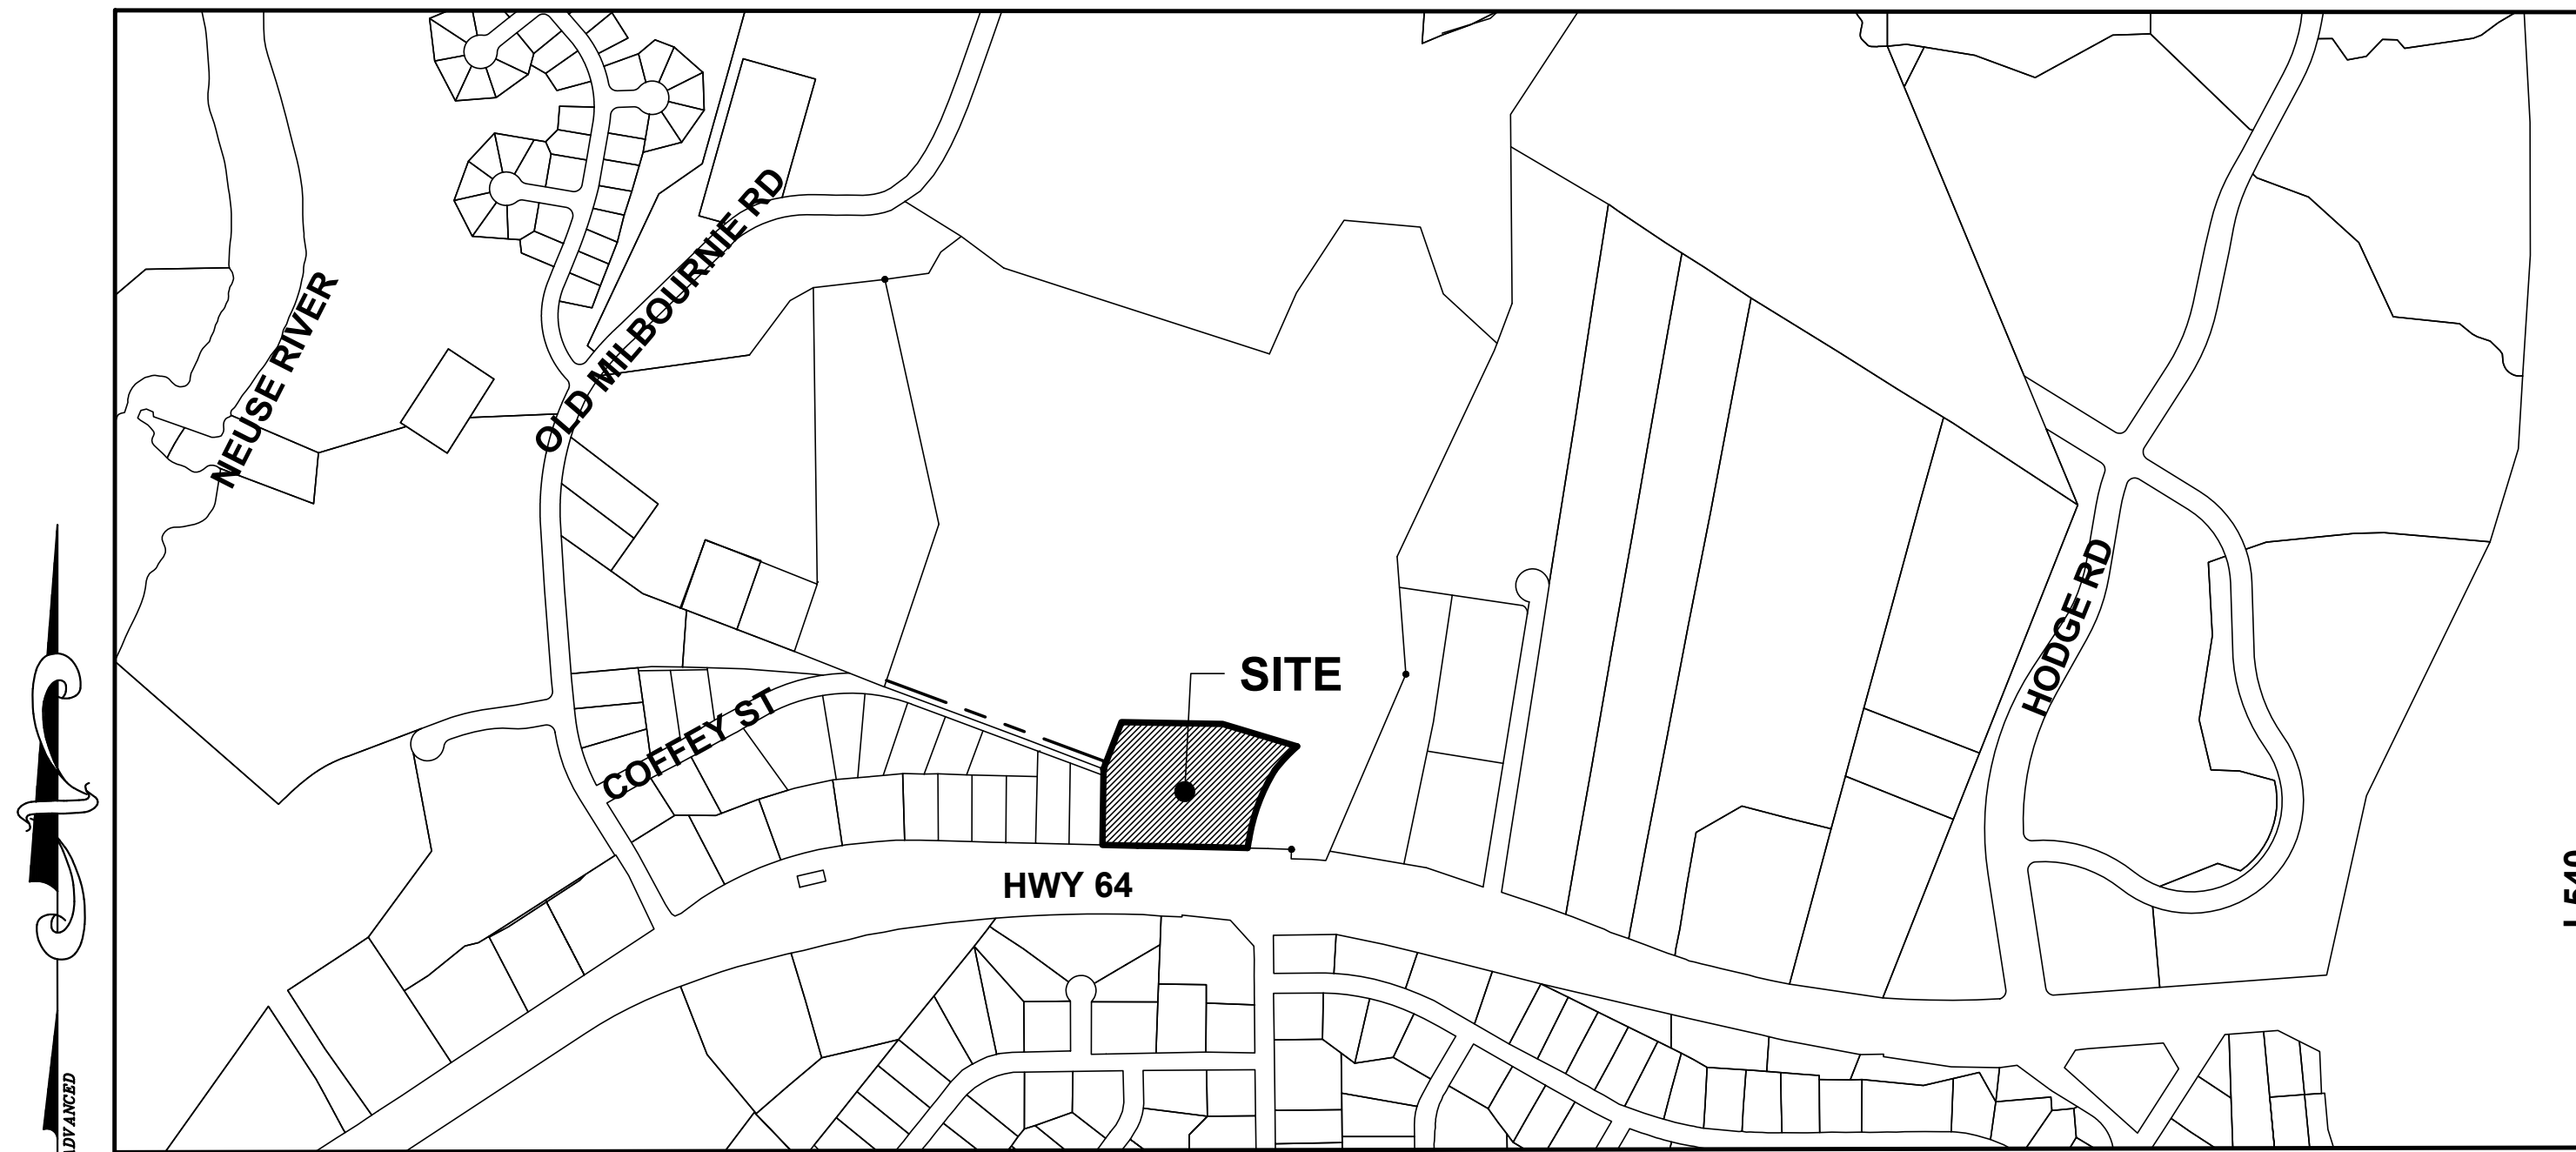 OLD MILBOURNIE RD
NEUSE RIVER
HODGE RD
SITE
COFFEY ST
HWY 64
ADVANCED